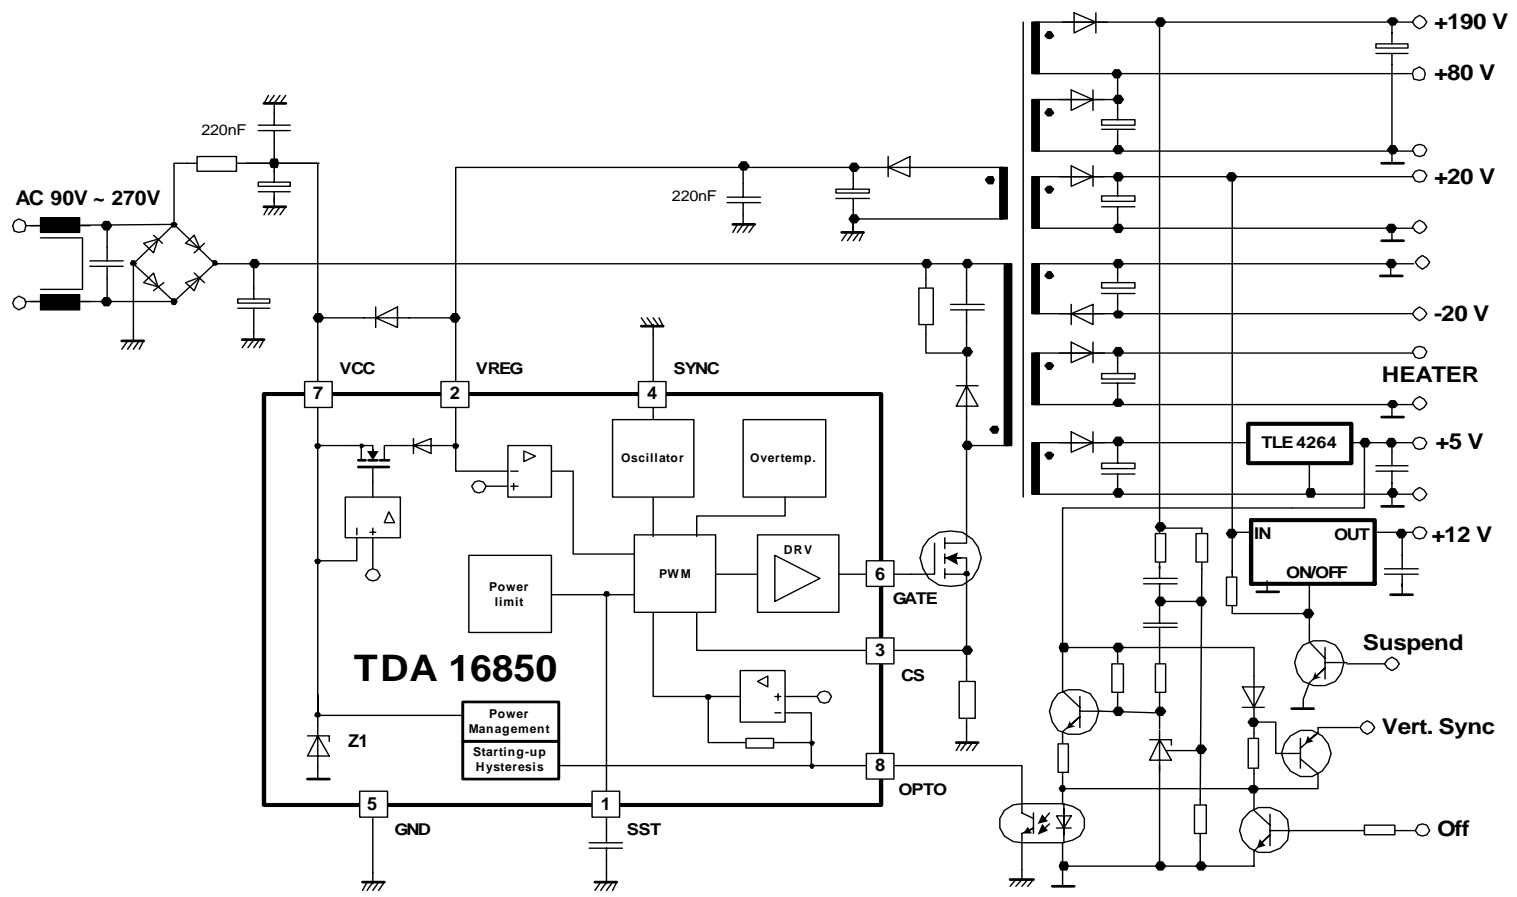 +190 V
+80 V
220nF
AC 90V ~ 270V
220nF
+20 V
-20 V
HEATER
VCC
VREG
SYNC
7
2
4
TLE 4264
+5 V
Oscillator
Overtemp.
IN
OUT
+12 V
ON/OFF
DRV
PWM
6
GATE
Power
limit
TDA 16850
3
CS
Suspend
Power
Management
Z1
Starting-up
Hysteresis
Vert. Sync
8
OPTO
5
GND
1
SST
Off